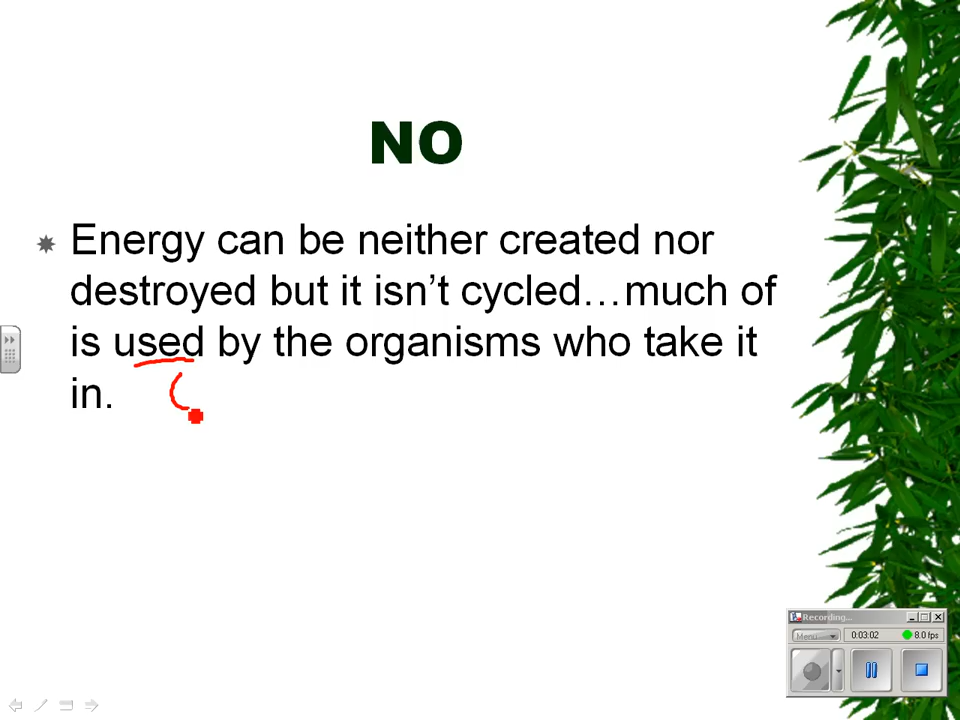 NO
Energy can be neither created nor
destroyed but it isn’t cycled…much of
is used by the organisms who take it
in.
Recording...
Menu 0:03:02 8.0 fps